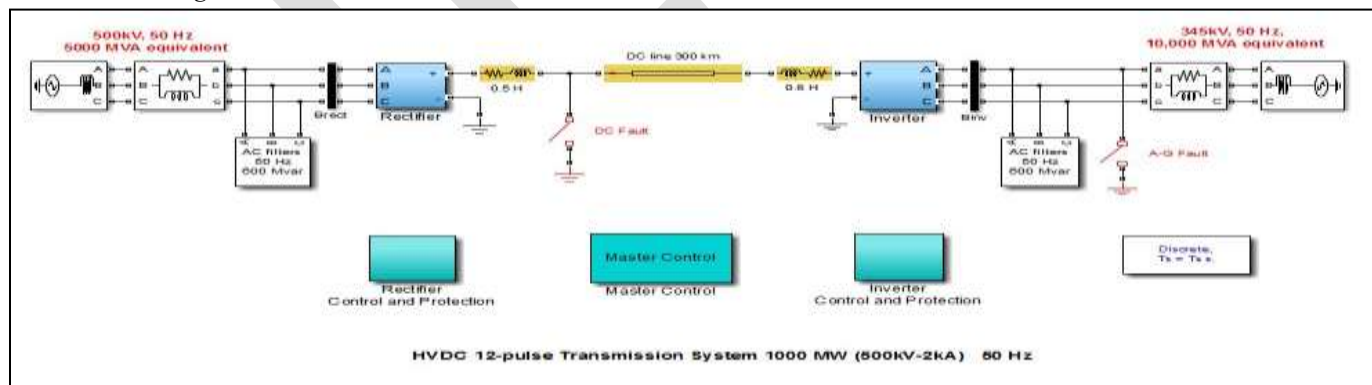 500kV, 50 Hz
5000 MVA equivalent
345kV, 50 Hz,
10,000 MVA equivalent
DC line 300 km
A
B
C
A
B
C
a
b
c
A
B
C
+
-
+
-
A
B
C
a
b
c
A
B
C
A
B
C
0.5 H
Brect
Rectifier
DC Fault
Inverter
Binv
A-G Fault
AC filters
50 Hz
600 Mvar
AC filters
50 Hz
600 Mvar
Rectifier
Control and Protection
Master Control
Master Control
Inverter
Control and Protection
Discrete,
Ts = Ts s.
HVDC 12-pulse Transmission System 1000 MW (500kV-2kA) 50 Hz